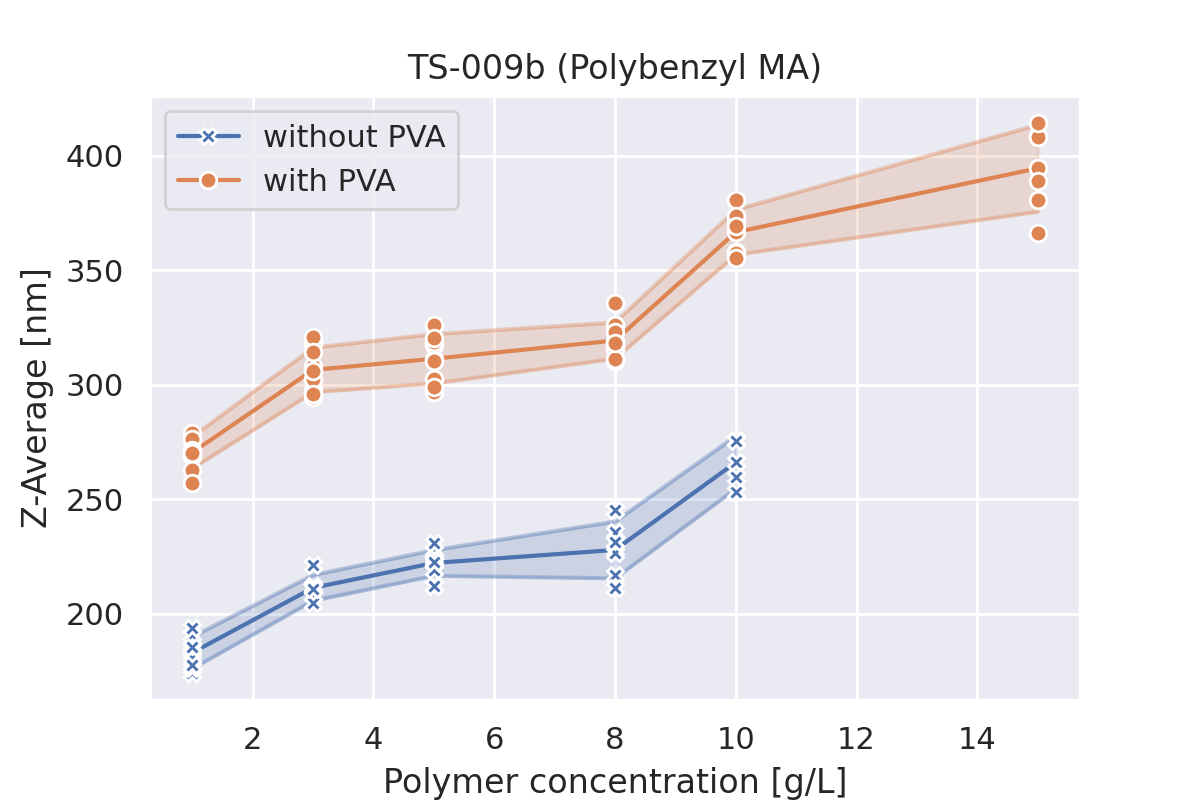 TS-009b (Polybenzyl MA)
without PVA
with PVA
Z-Average [nm]
400
350
300
250
200
2 4 6 8 10 12 14
Polymer concentration [g/L]